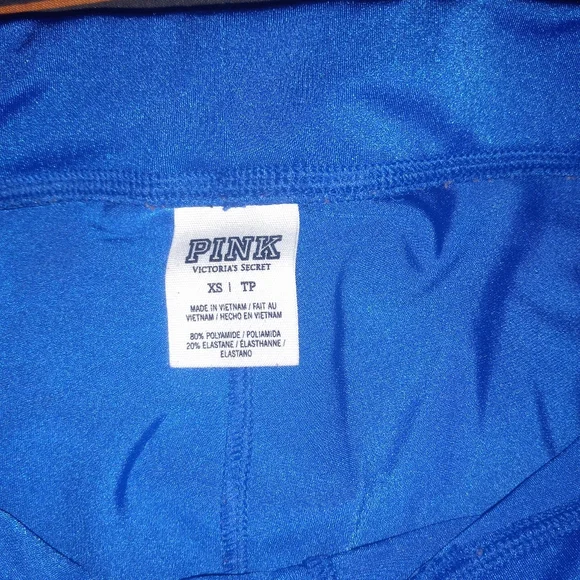 PINK
VICTORIA'S SECRET
XS | TP
MADE IN VIETNAM / FAIT AU
VIETNAM / HECHO EN VIETNAM
80% POLYAMIDE / POLIAMIDA
20% ELASTANE / ÉLASTHANNE /
ELASTANO